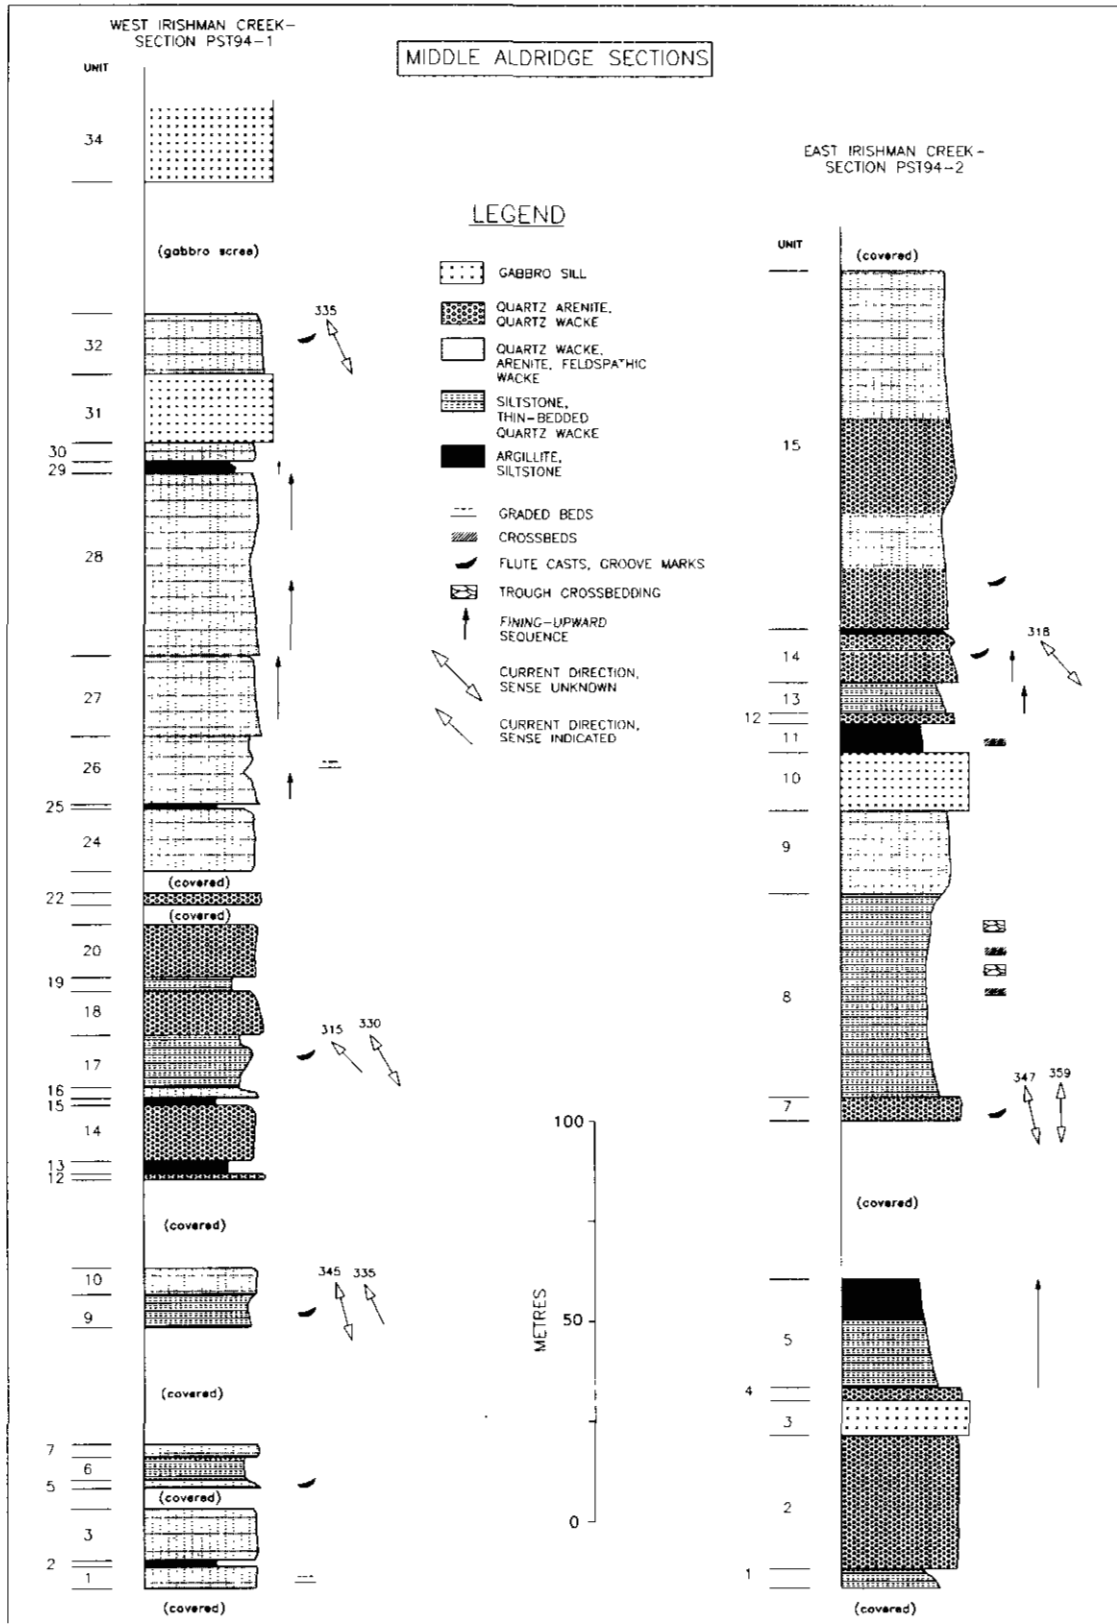 WEST IRISHMAN CREEK–
SECTION PST94-1
MIDDLE ALDRIDGE SECTIONS
UNIT
34
(gabbro scree)
32
335
31
30
29
28
27
26
25
24
(covered)
22
(covered)
20
19
18
315
330
17
16
15
14
13
12
(covered)
10
345
335
9
(covered)
7
6
5
(covered)
3
2
1
(covered)
LEGEND
GABBRO SILL
QUARTZ ARENITE,
QUARTZ WACKE
QUARTZ WACKE,
ARENITE, FELDSPATHIC
WACKE
SILTSTONE,
THIN-BEDDED
QUARTZ WACKE
ARGILLITE,
SILTSTONE
GRADED BEDS
CROSSBEDS
FLUTE CASTS, GROOVE MARKS
TROUGH CROSSBEDDING
FINING-UPWARD
SEQUENCE
CURRENT DIRECTION,
SENSE UNKNOWN
CURRENT DIRECTION,
SENSE INDICATED
100
50
0
METRES
EAST IRISHMAN CREEK–
SECTION PST94-2
UNIT
(covered)
15
318
14
13
12
11
10
9
8
347
359
7
(covered)
5
4
3
2
1
(covered)